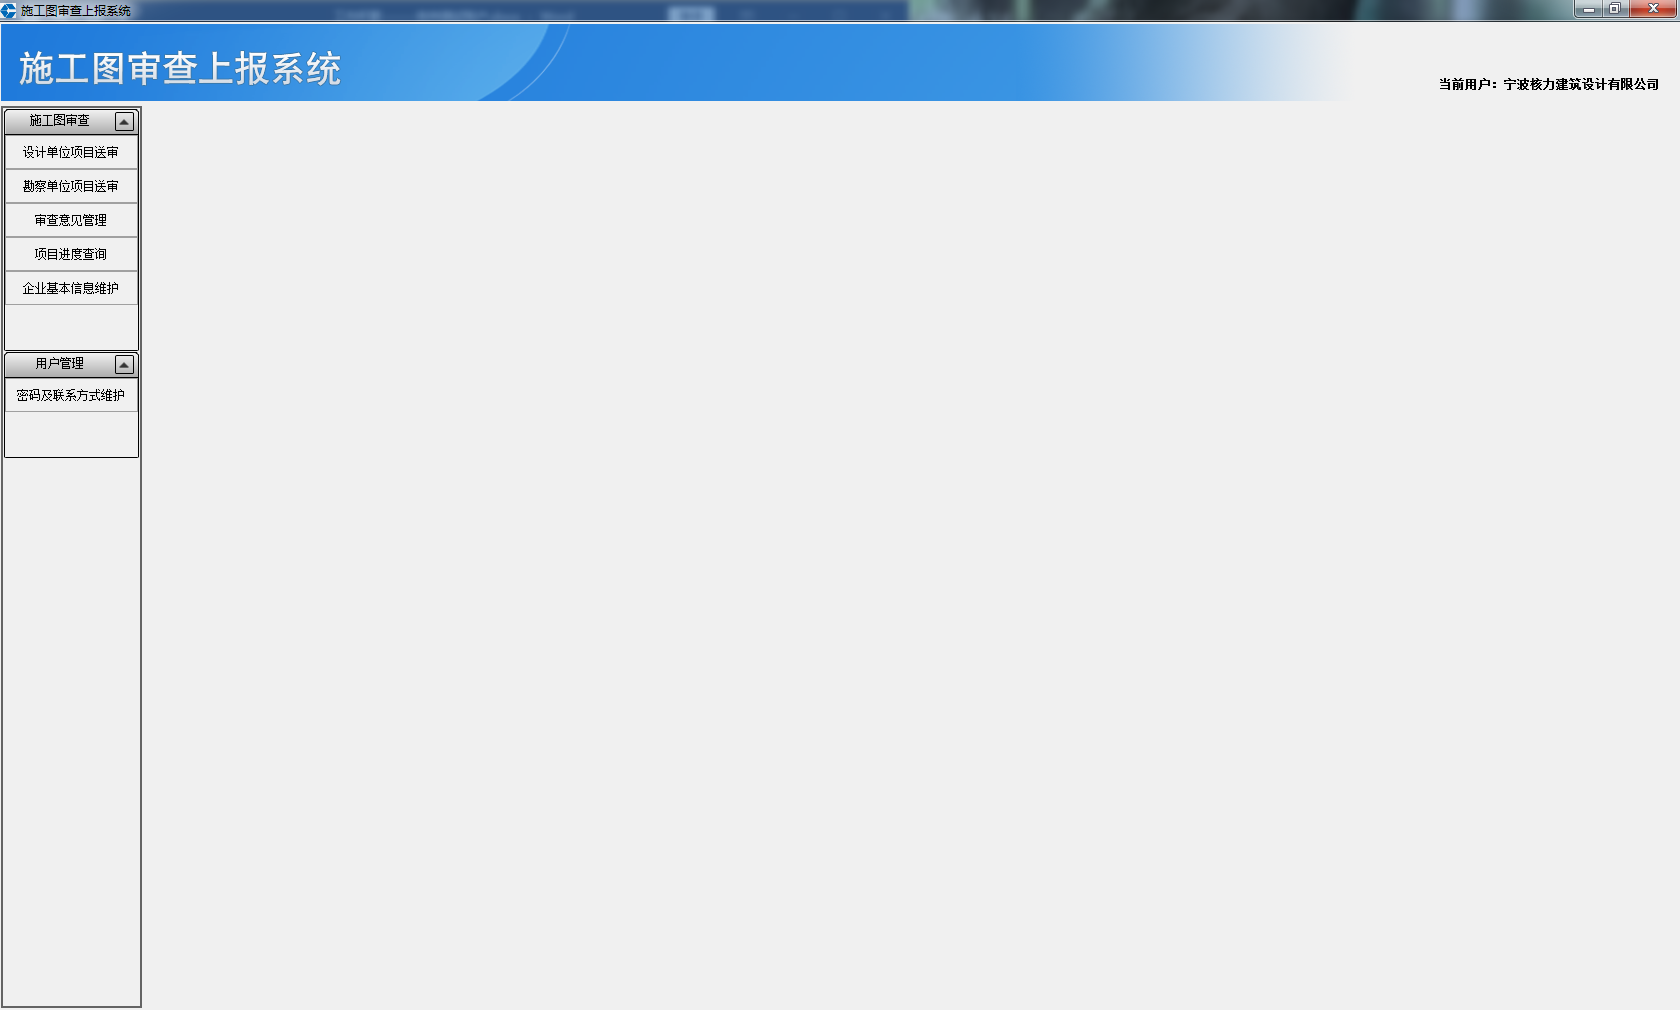 施工图审查上报系统
施工图审查上报系统
当前用户：宁波核力建筑设计有限公司
施工图审查
设计单位项目送审
勘察单位项目送审
审查意见管理
项目进度查询
企业基本信息维护
用户管理
密码及联系方式维护